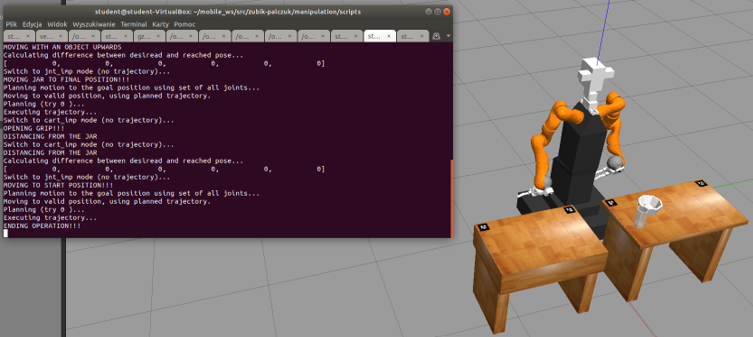 student@student-VirtualBox: ~/mobile_ws/src/zubik-palczuk/manipulation/scripts
Plik Edycja Widok Wyszukiwanie Terminal Karty Pomoc
st... × ve... × /o... × st... × gz... × /o... × /o... × /o... × /o... × st... × st... × st... ×
MOVING WITH AN OBJECT UPWARDS
Calculating difference between desiread and reached pose...
[ 0, 0, 0, 0, 0, 0]
Switch to jnt_imp mode (no trajectory)...
MOVING JAR TO FINAL POSITION!!!
Planning motion to the goal position using set of all joints...
Moving to valid position, using planned trajectory.
Planning (try 0 )...
Executing trajectory...
Switch to cart_imp mode (no trajectory)...
OPENING GRIP!!!
DISTANCING FROM THE JAR
Switch to cart_imp mode (no trajectory)...
DISTANCING FROM THE JAR
Calculating difference between desiread and reached pose...
[ 0, 0, 0, 0, 0, 0]
Switch to jnt_imp mode (no trajectory)...
MOVING TO START POSITION!!!
Planning motion to the goal position using set of all joints...
Moving to valid position, using planned trajectory.
Planning (try 0 )...
Executing trajectory...
ENDING OPERATION!!!